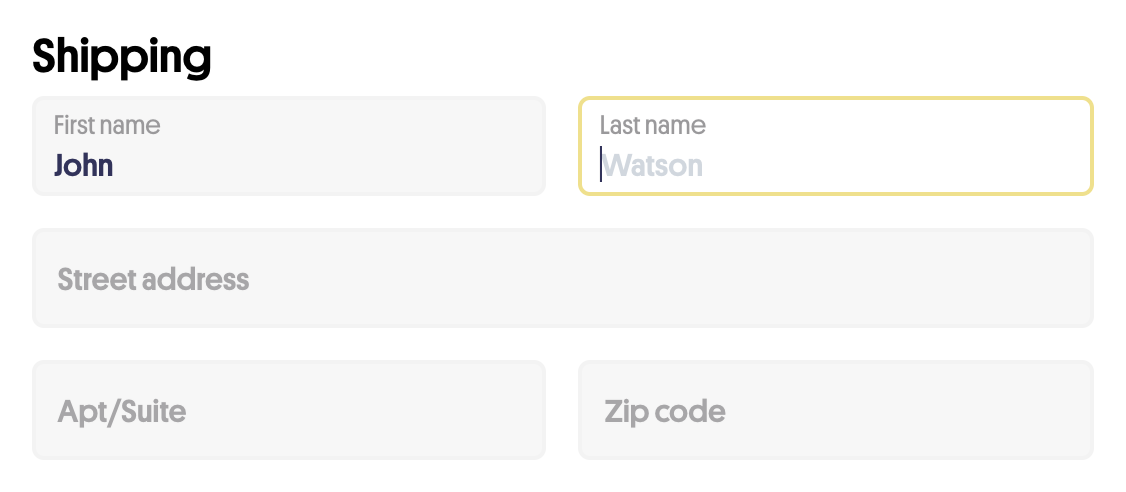 Shipping
First name
Last name
John
Watson
Street address
Apt/Suite
Zip code